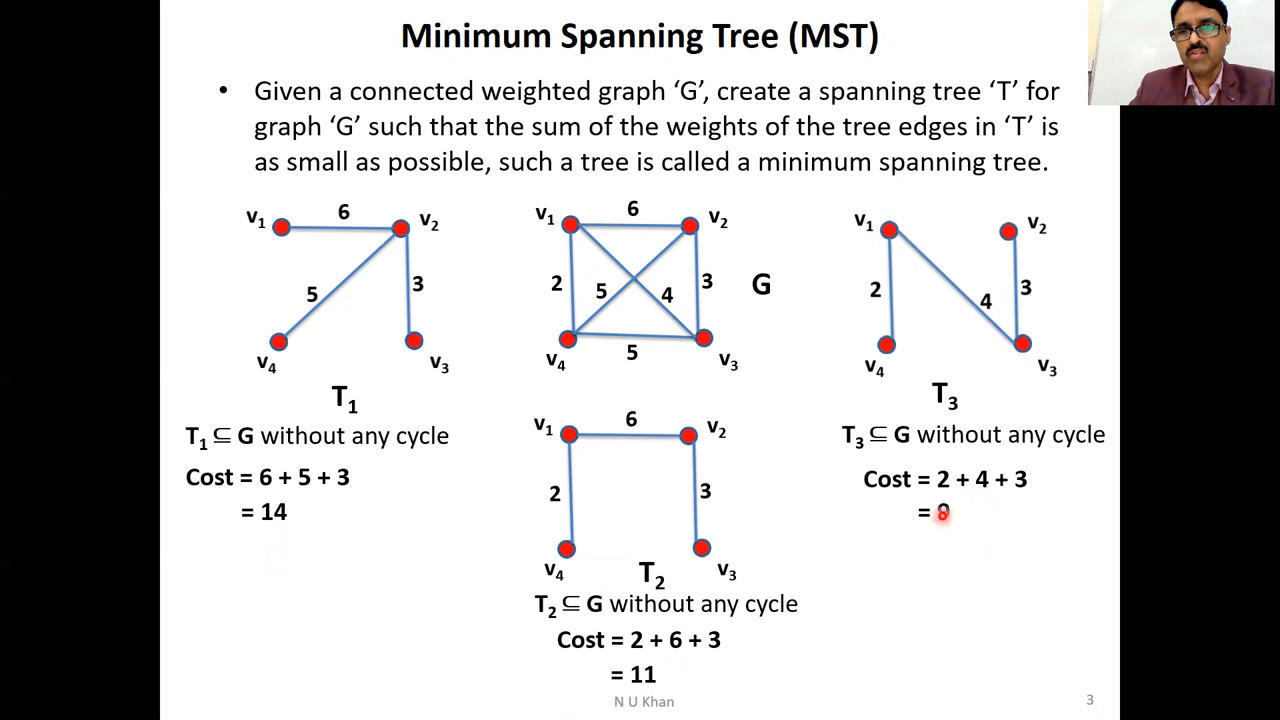 Minimum Spanning Tree (MST)
• Given a connected weighted graph ‘G’, create a spanning tree ‘T’ for
graph ‘G’ such that the sum of the weights of the tree edges in ‘T’ is
as small as possible, such a tree is called a minimum spanning tree.
v1 6 v2
5 3
v4 v3
T1
T1 ⊆ G without any cycle
Cost = 6 + 5 + 3
= 14
v1 6 v2
2 5 4 3 G
v4 5 v3
v1 6 v2
2 3
v4 T2 v3
T2 ⊆ G without any cycle
Cost = 2 + 6 + 3
= 11
v1 v2
2 4 3
v4 v3
T3
T3 ⊆ G without any cycle
Cost = 2 + 4 + 3
=
N U Khan
3